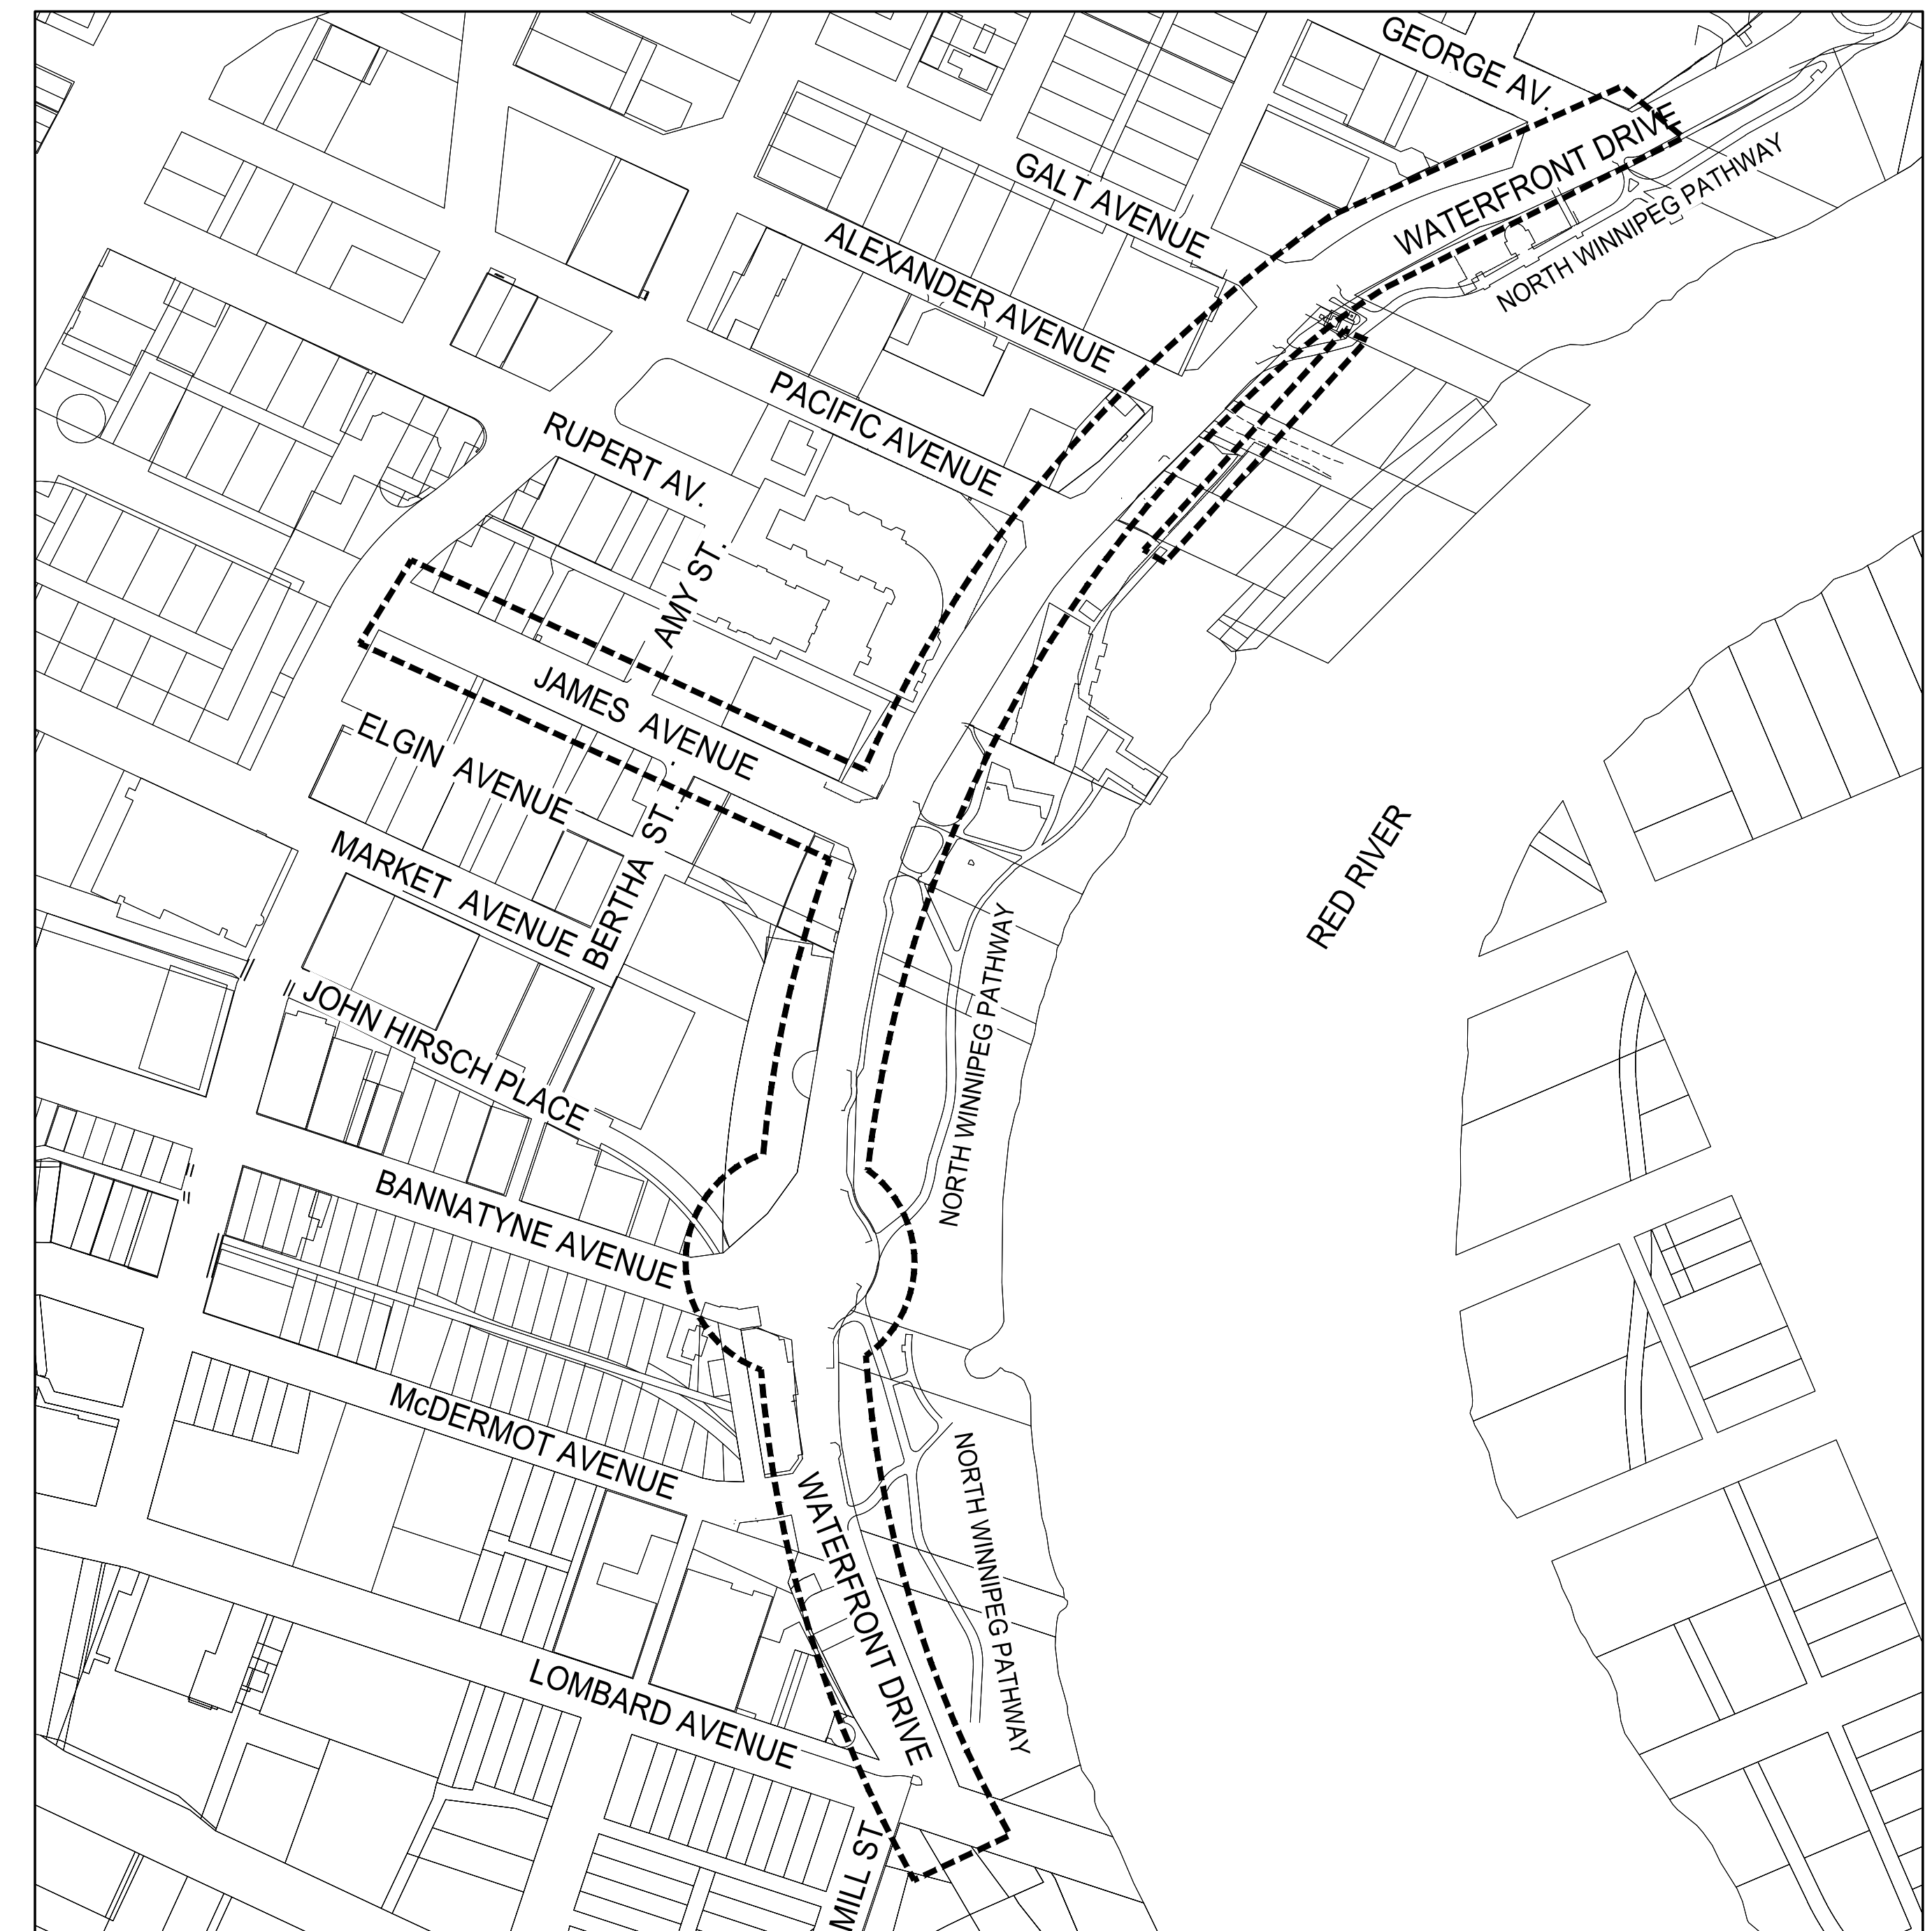 GEORGE AV.
WATERFRONT DRIVE
NORTH WINNIPEG PATHWAY
GALT AVENUE
ALEXANDER AVENUE
PACIFIC AVENUE
RUPERT AV.
AMY ST.
JAMES AVENUE
ELGIN AVENUE
BERTHA ST.
MARKET AVENUE
RED RIVER
JOHN HIRSCH PLACE
NORTH WINNIPEG PATHWAY
BANNATYNE AVENUE
McDERMOT AVENUE
WATERFRONT DRIVE
NORTH WINNIPEG PATHWAY
LOMBARD AVENUE
MILL ST